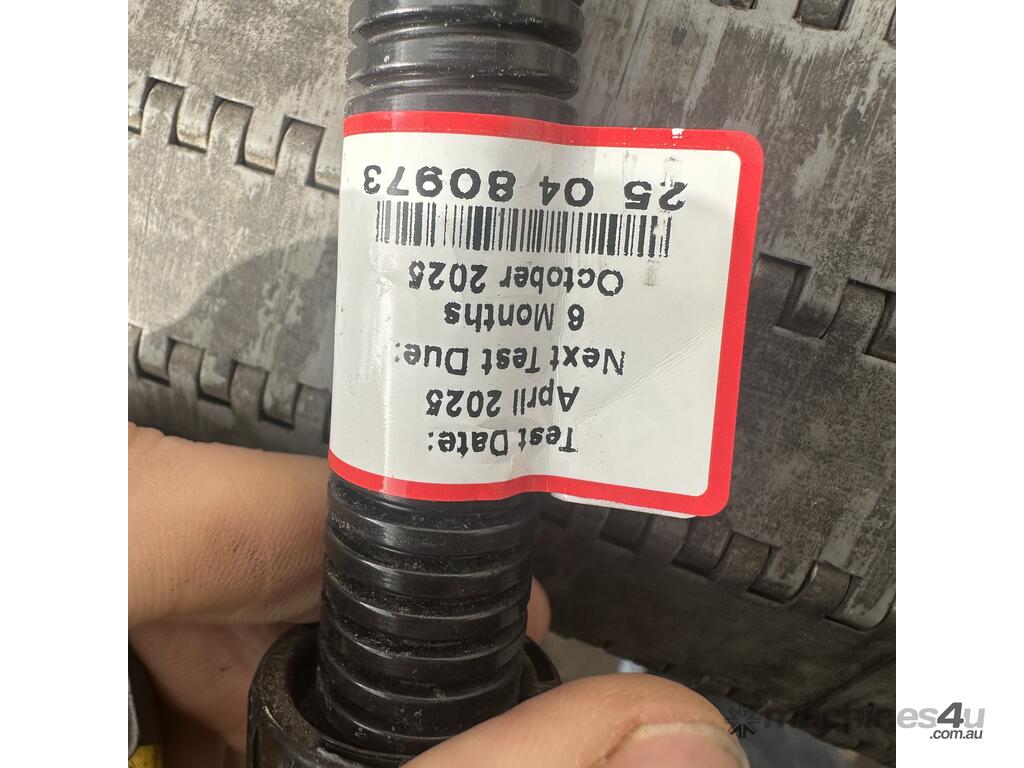 Test Date:
April 2025
Next Test Due:
6 Months
October 2025
25 04 80973
machines4u
.com.au